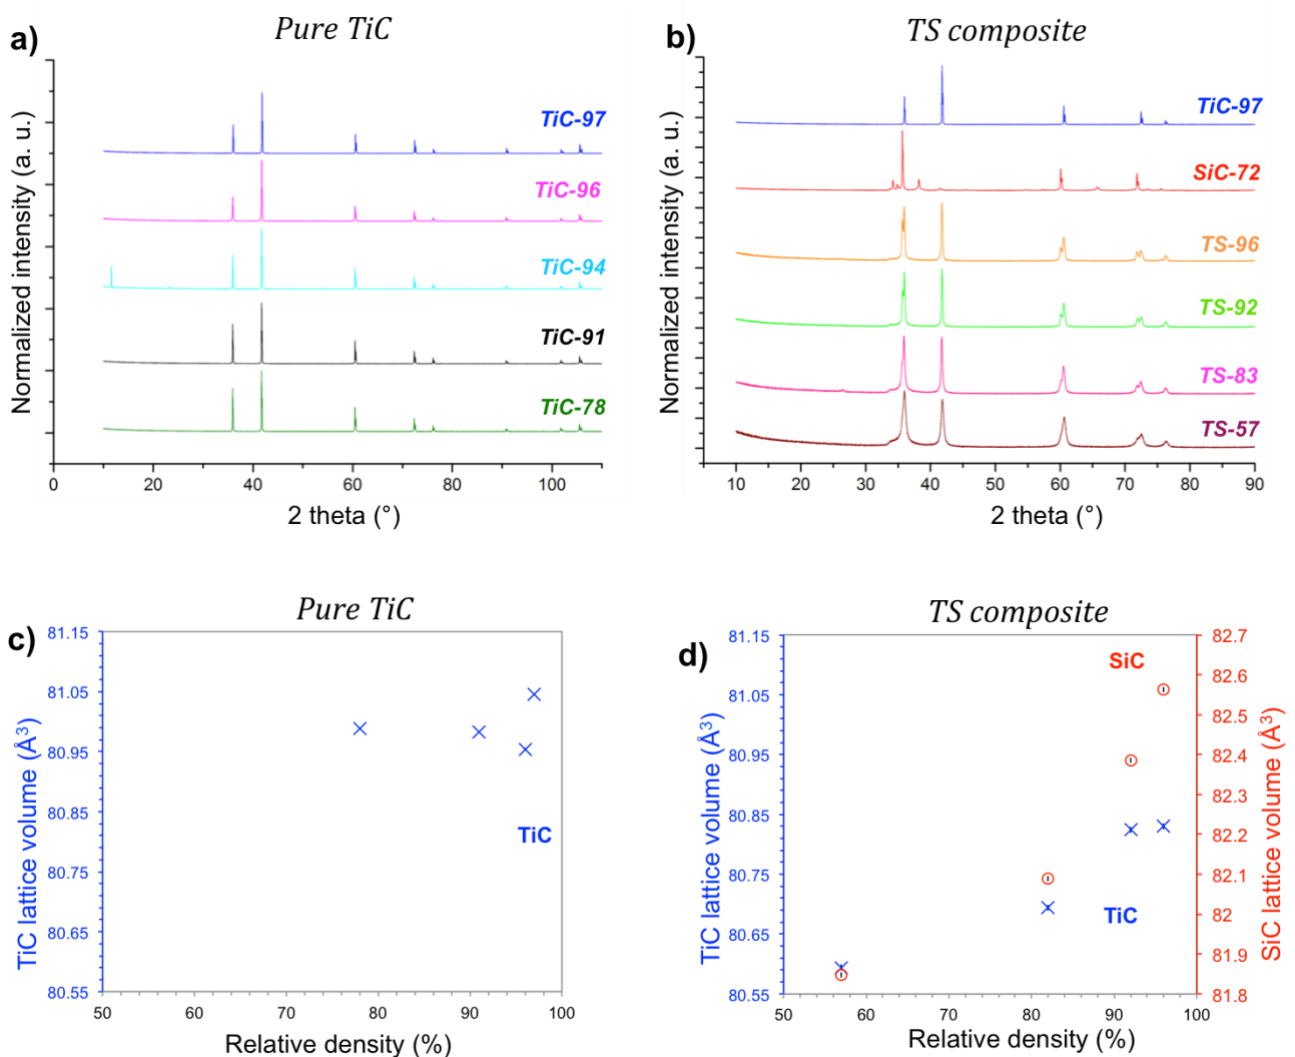 a)
Pure TiC
Normalized intensity (a. u.)
TiC-97
TiC-96
TiC-94
TiC-91
TiC-78
0 20 40 60 80 100
2 theta (°)
b)
TS composite
Normalized intensity (a. u.)
TiC-97
SiC-72
TS-96
TS-92
TS-83
TS-57
10 20 30 40 50 60 70 80 90
2 theta (°)
c)
Pure TiC
TiC lattice volume (Å³)
81.15
81.05
80.95
80.85
80.75
80.65
80.55
TiC
50 60 70 80 90 100
Relative density (%)
d)
TS composite
TiC lattice volume (Å³)
81.15
81.05
80.95
80.85
80.75
80.65
80.55
SiC
TiC
82.7
82.6
82.5
82.4
82.3
82.2
82.1
82
81.9
81.8
SiC lattice volume (Å³)
50 60 70 80 90 100
Relative density (%)